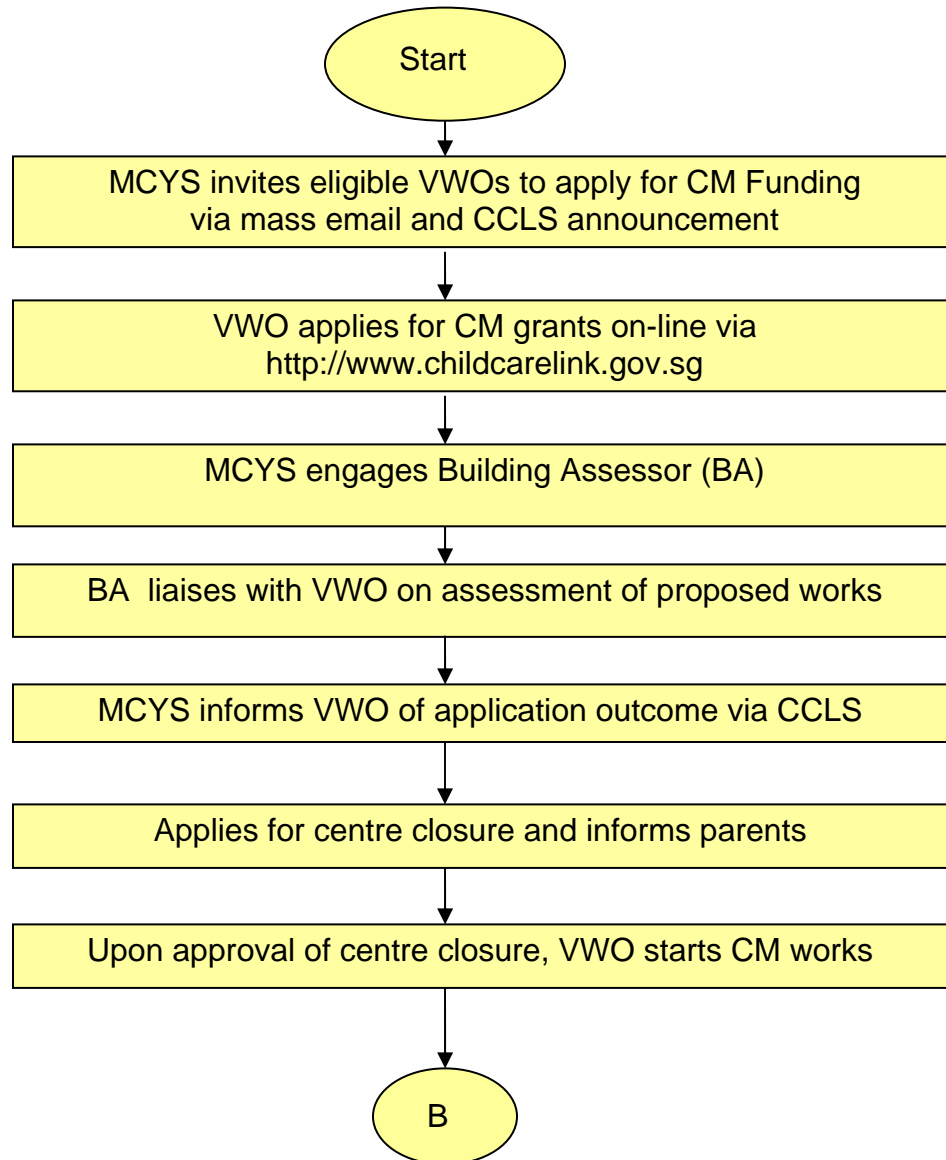 Start
MCYS invites eligible VWOs to apply for CM Funding
via mass email and CCLS announcement
VWO applies for CM grants on-line via
http://www.childcarelink.gov.sg
MCYS engages Building Assessor (BA)
BA liaises with VWO on assessment of proposed works
MCYS informs VWO of application outcome via CCLS
Applies for centre closure and informs parents
Upon approval of centre closure, VWO starts CM works
B